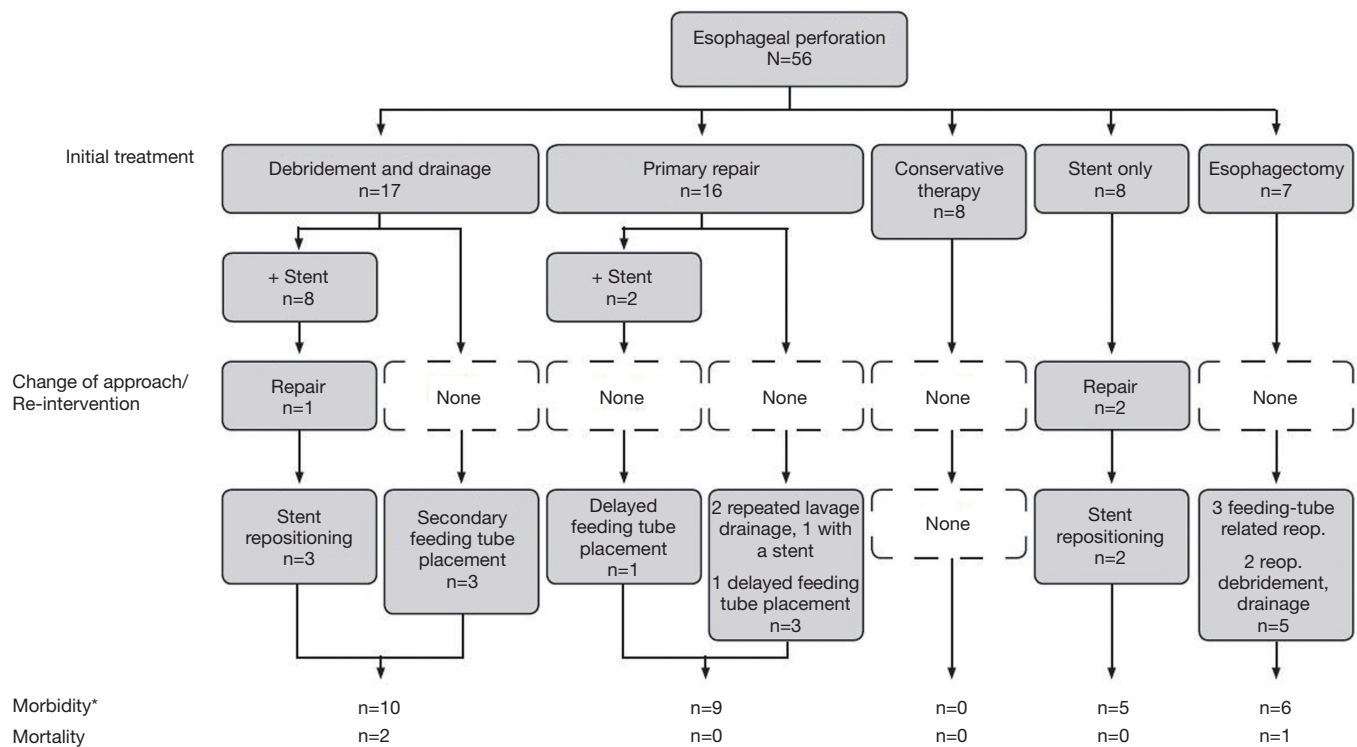 Esophageal perforation
N=56
Initial treatment
Debridement and drainage
n=17
Primary repair
n=16
Conservative
therapy
n=8
Stent only
n=8
Esophagectomy
n=7
+ Stent
n=8
+ Stent
n=2
Change of approach/
Re-intervention
Repair
n=1
None
None
None
None
Repair
n=2
None
Stent
repositioning
n=3
Secondary
feeding tube
placement
n=3
Delayed
feeding tube
placement
n=1
2 repeated lavage
drainage, 1 with
a stent
1 delayed feeding
tube placement
n=3
None
Stent
repositioning
n=2
3 feeding-tube
related reop.
2 reop.
debridement,
drainage
n=5
Morbidity*
n=10
n=9
n=0
n=5
n=6
Mortality
n=2
n=0
n=0
n=0
n=1